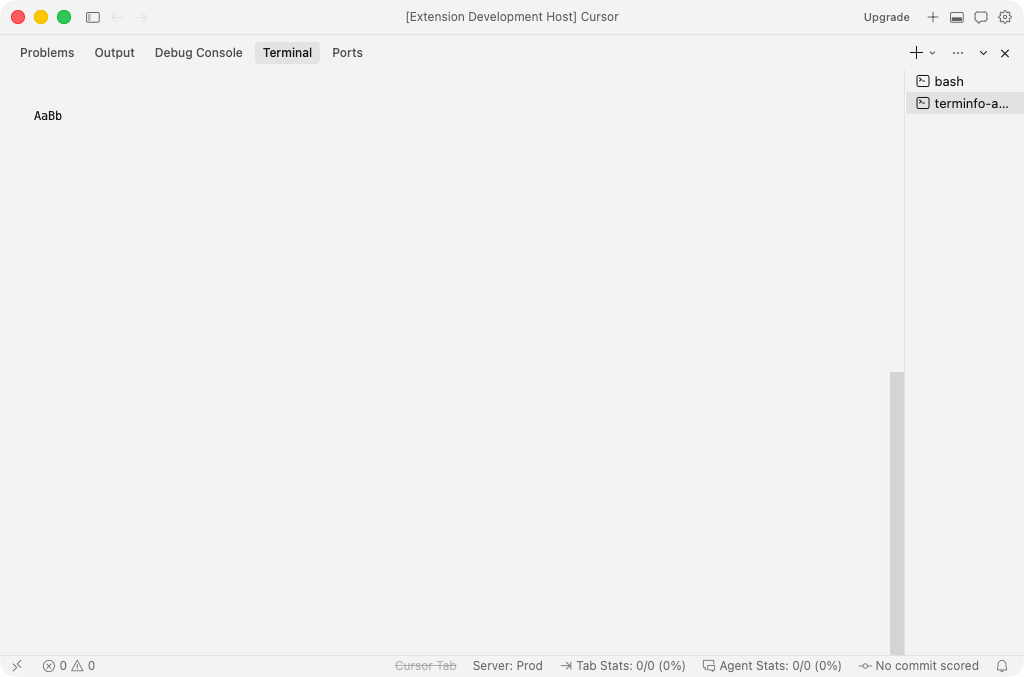 [Extension Development Host] Cursor
Upgrade
Problems Output Debug Console Terminal Ports
bash
terminfo-a...
AaBb
0 0 Cursor Tab Server: Prod Tab Stats: 0/0 (0%) Agent Stats: 0/0 (0%) No commit scored